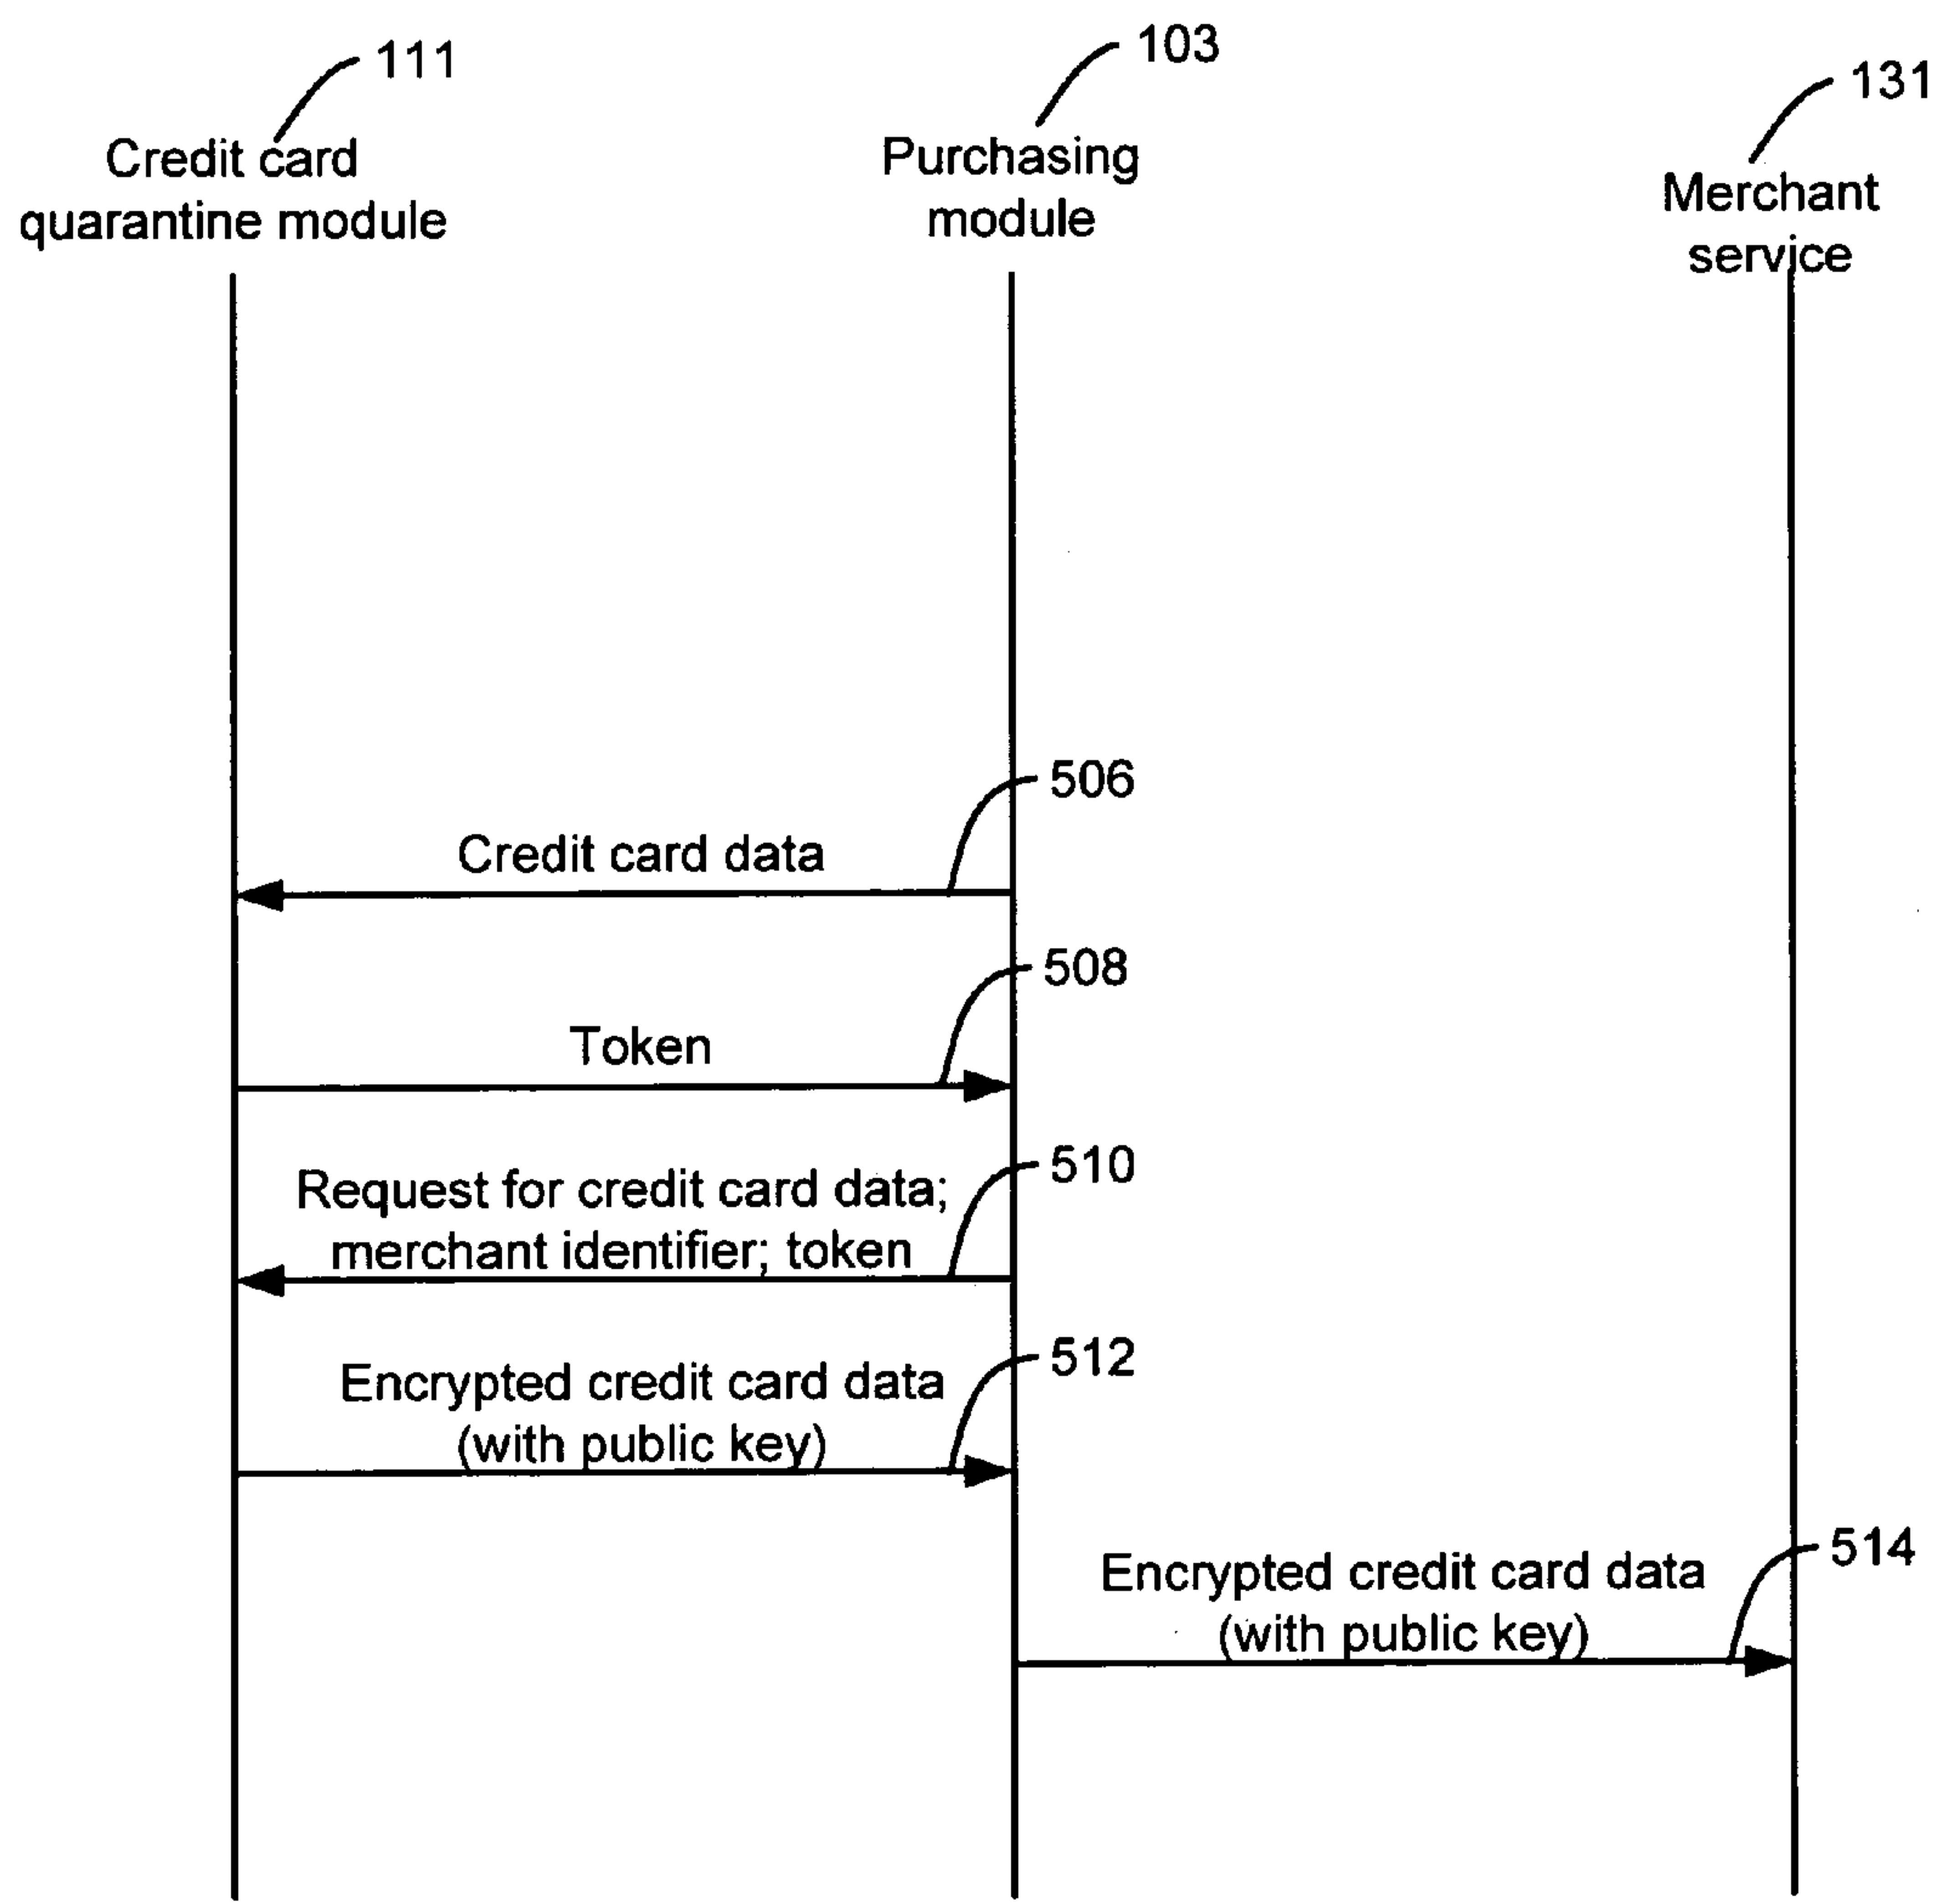 111
103
131
Credit card
quarantine module
Purchasing
module
Merchant
service
506
Credit card data
508
Token
510
Request for credit card data;
merchant identifier; token
512
Encrypted credit card data
(with public key)
514
Encrypted credit card data
(with public key)